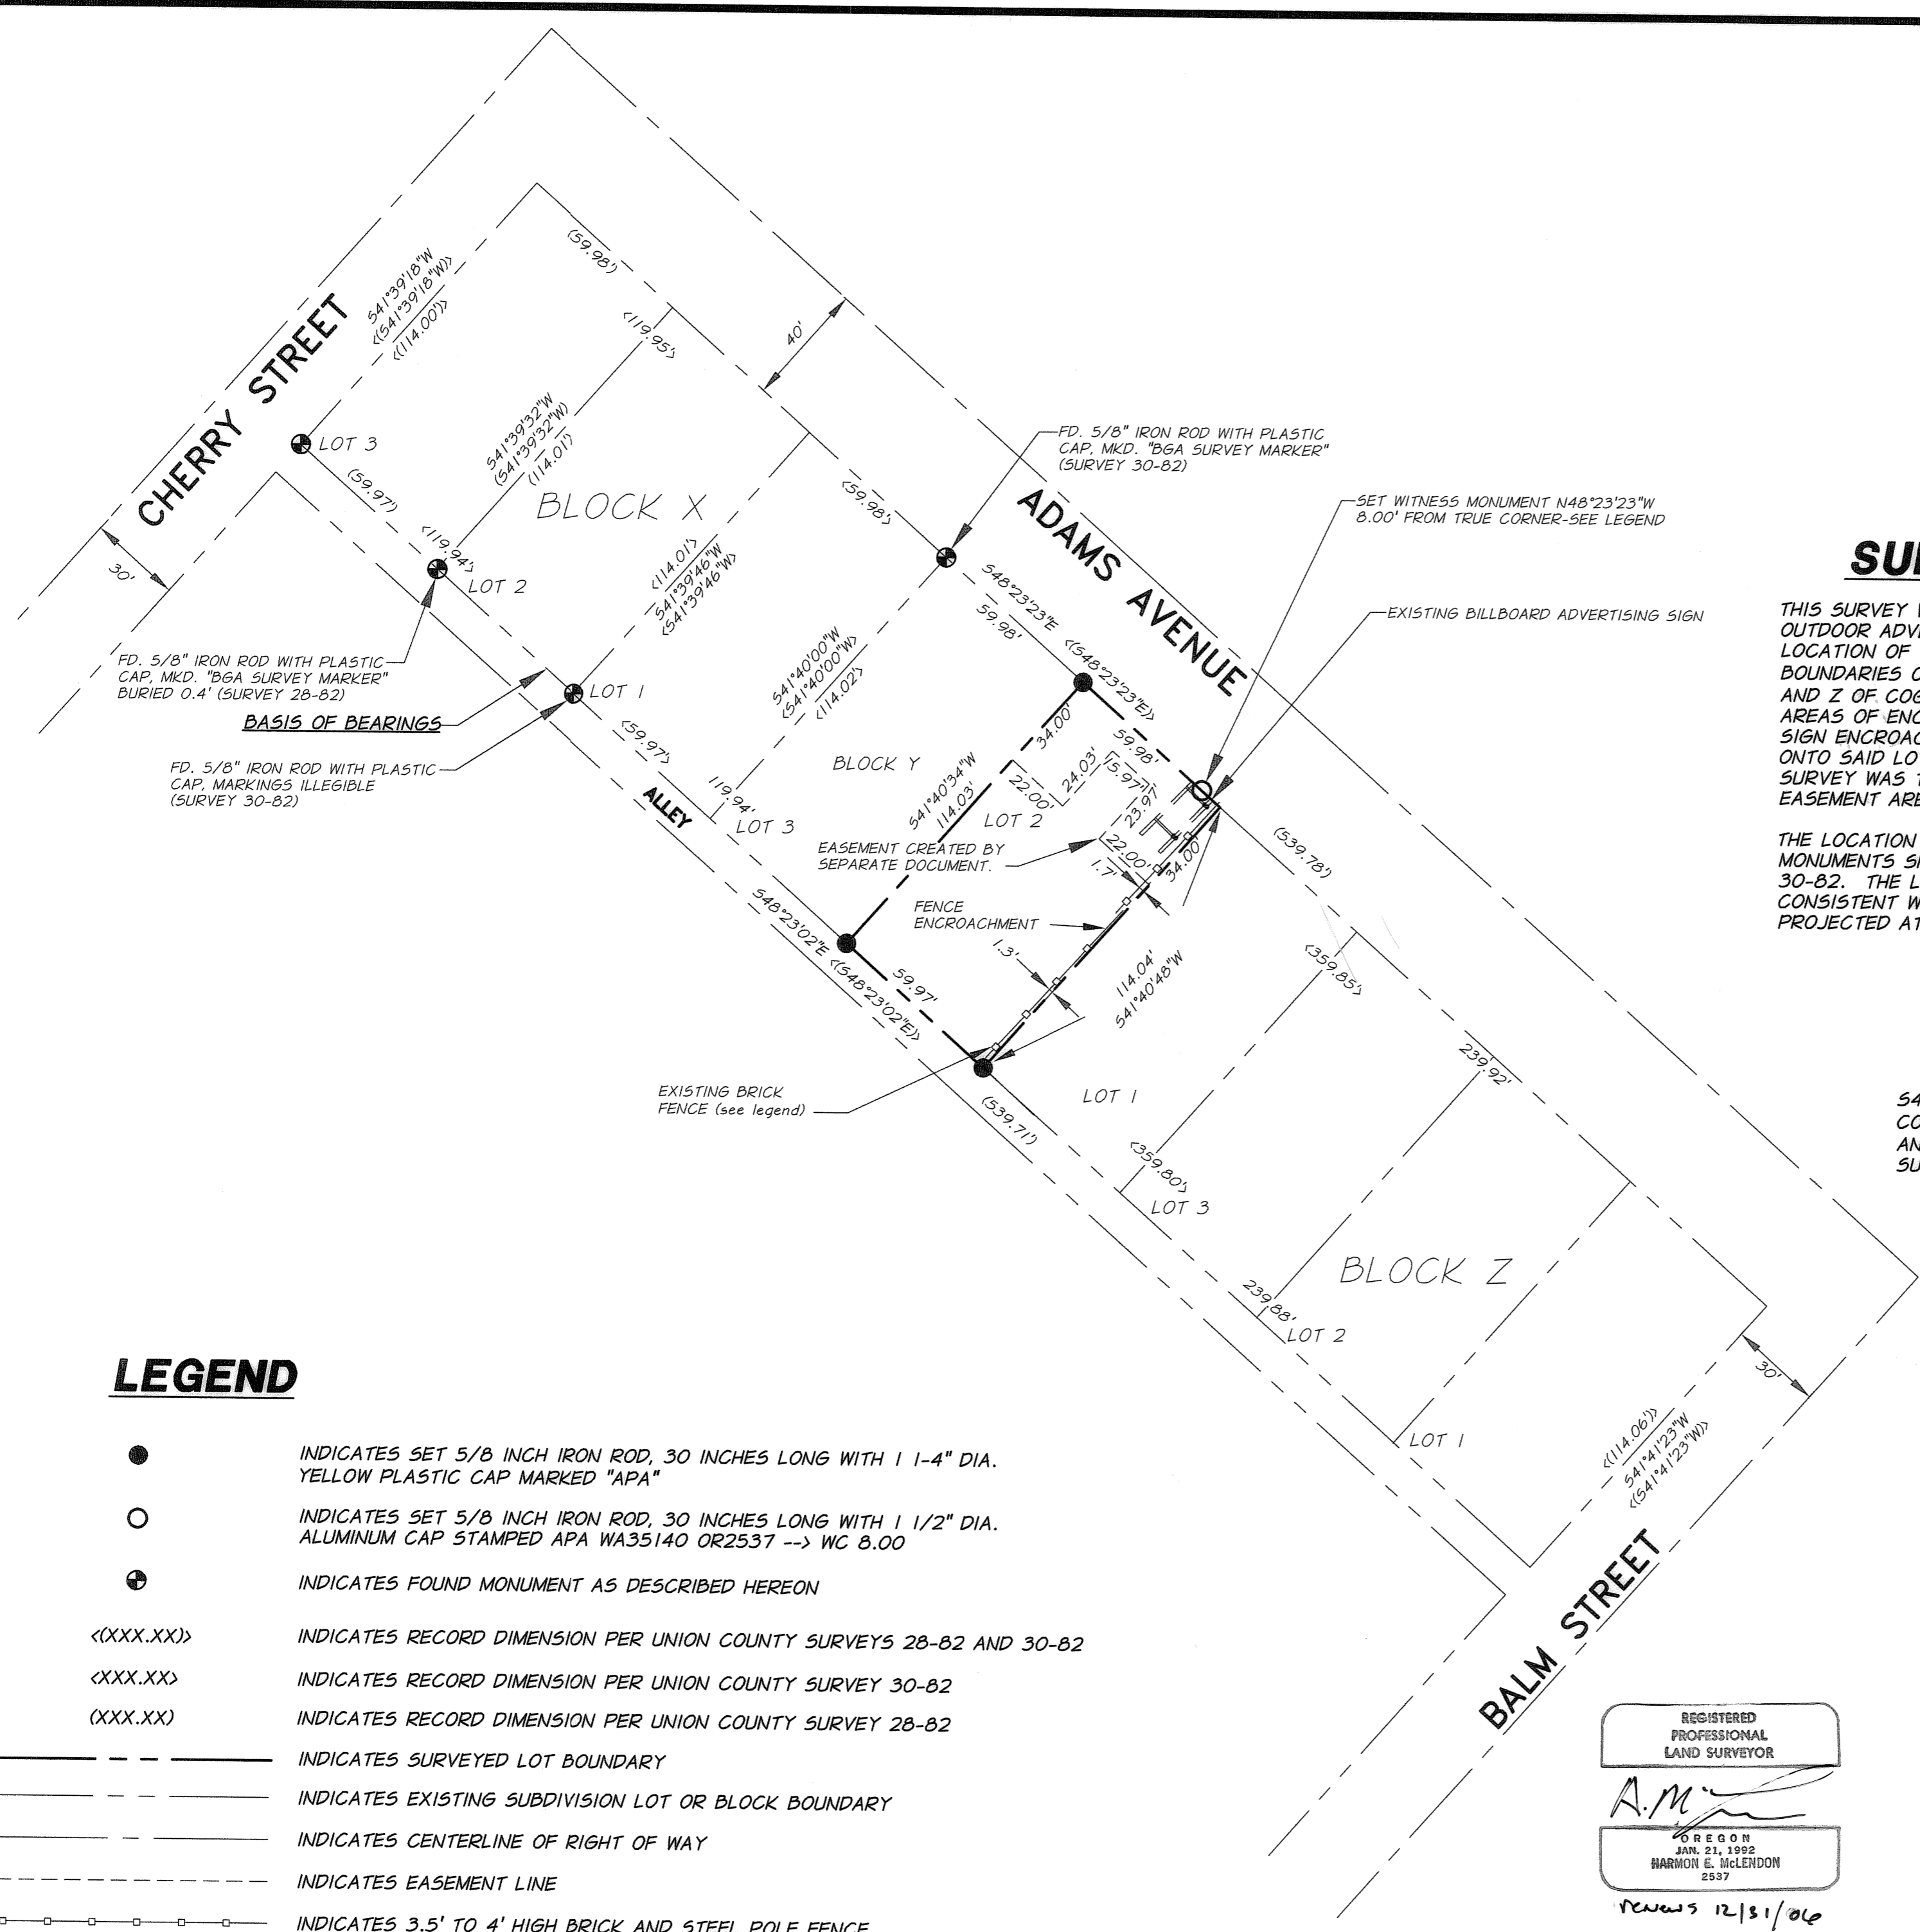 CHERRY STREET
S41°39'18"W
<(S41°39'18"W)>
<(114.00')>
(59.98')
<119.95'>
40'
LOT 3
(59.97')
<119.94'>
30'
S41°39'32"W
(S41°39'32"W)
(114.01')
BLOCK X
LOT 2
<114.01'>
S41°39'46"W
<S41°39'46"W>
<59.98'>
FD. 5/8" IRON ROD WITH PLASTIC
CAP, MKD. "BGA SURVEY MARKER"
(SURVEY 30-82)
ADAMS AVENUE
SET WITNESS MONUMENT N48°23'23"W
8.00' FROM TRUE CORNER-SEE LEGEND
EXISTING BILLBOARD ADVERTISING SIGN
FD. 5/8" IRON ROD WITH PLASTIC
CAP, MKD. "BGA SURVEY MARKER"
BURIED 0.4' (SURVEY 28-82)
BASIS OF BEARINGS
LOT 1
FD. 5/8" IRON ROD WITH PLASTIC
CAP, MARKINGS ILLEGIBLE
(SURVEY 30-82)
<59.97'>
119.94'
ALLEY
LOT 3
S41°40'00"W
<S41°40'00"W>
<114.02'>
S48°23'23"E <(S48°23'23"E)>
59.98'
59.98'
BLOCK Y
34.00'
S41°40'34"W
114.03'
22.00'
24.03'
15.97'
23.9
LOT 2
22.00'
1.7'
34.00'
EASEMENT CREATED BY
SEPARATE DOCUMENT.
FENCE
ENCROACHMENT
1.3'
114.04'
S41°40'48"W
(539.78')
S48°23'02"E <(S48°23'02"E)>
59.97'
EXISTING BRICK
FENCE (see legend)
(539.71')
LOT 1
<359.85'>
<359.80'>
LOT 3
239.92'
BLOCK Z
239.88'
LOT 2
LOT 1
30'
<(114.06')>
S41°41'23"W
<(S41°41'23"W)>
BALM STREET
SU
THIS SURVEY
OUTDOOR ADV
LOCATION OF
BOUNDARIES
AND Z OF COG
AREAS OF ENC
SIGN ENCROAC
ONTO SAID LO
SURVEY WAS
EASEMENT ARE
THE LOCATION
MONUMENTS
30-82. THE L
CONSISTENT W
PROJECTED AT
S4
CO
AN
SU
LEGEND
INDICATES SET 5/8 INCH IRON ROD, 30 INCHES LONG WITH 1 1-4" DIA.
YELLOW PLASTIC CAP MARKED "APA"
INDICATES SET 5/8 INCH IRON ROD, 30 INCHES LONG WITH 1 1/2" DIA.
ALUMINUM CAP STAMPED APA WA35140 OR2537 --> WC 8.00
INDICATES FOUND MONUMENT AS DESCRIBED HEREON
<(XXX.XX)> INDICATES RECORD DIMENSION PER UNION COUNTY SURVEYS 28-82 AND 30-82
<XXX.XX> INDICATES RECORD DIMENSION PER UNION COUNTY SURVEY 30-82
(XXX.XX) INDICATES RECORD DIMENSION PER UNION COUNTY SURVEY 28-82
INDICATES SURVEYED LOT BOUNDARY
INDICATES EXISTING SUBDIVISION LOT OR BLOCK BOUNDARY
INDICATES CENTERLINE OF RIGHT OF WAY
INDICATES EASEMENT LINE
INDICATES 3.5' TO 4' HIGH BRICK AND STEEL POLE FENCE
REGISTERED
PROFESSIONAL
LAND SURVEYOR
OREGON
JAN. 21, 1992
HARMON E. McLENDON
2537
renews 12/31/06